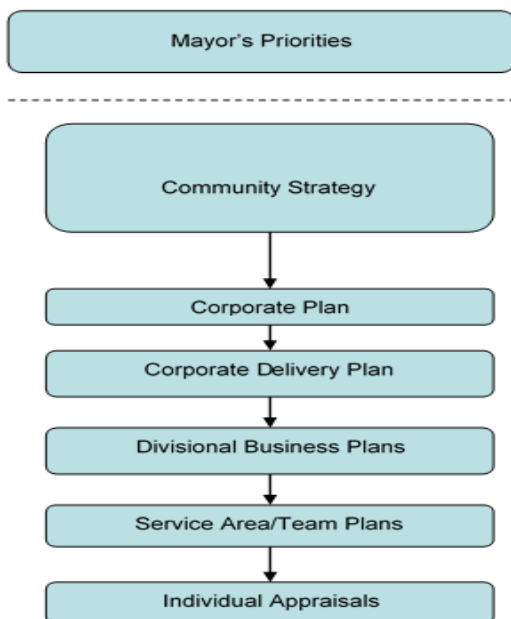 Mayor’s Priorities
Community Strategy
Corporate Plan
Corporate Delivery Plan
Divisional Business Plans
Service Area/Team Plans
Individual Appraisals